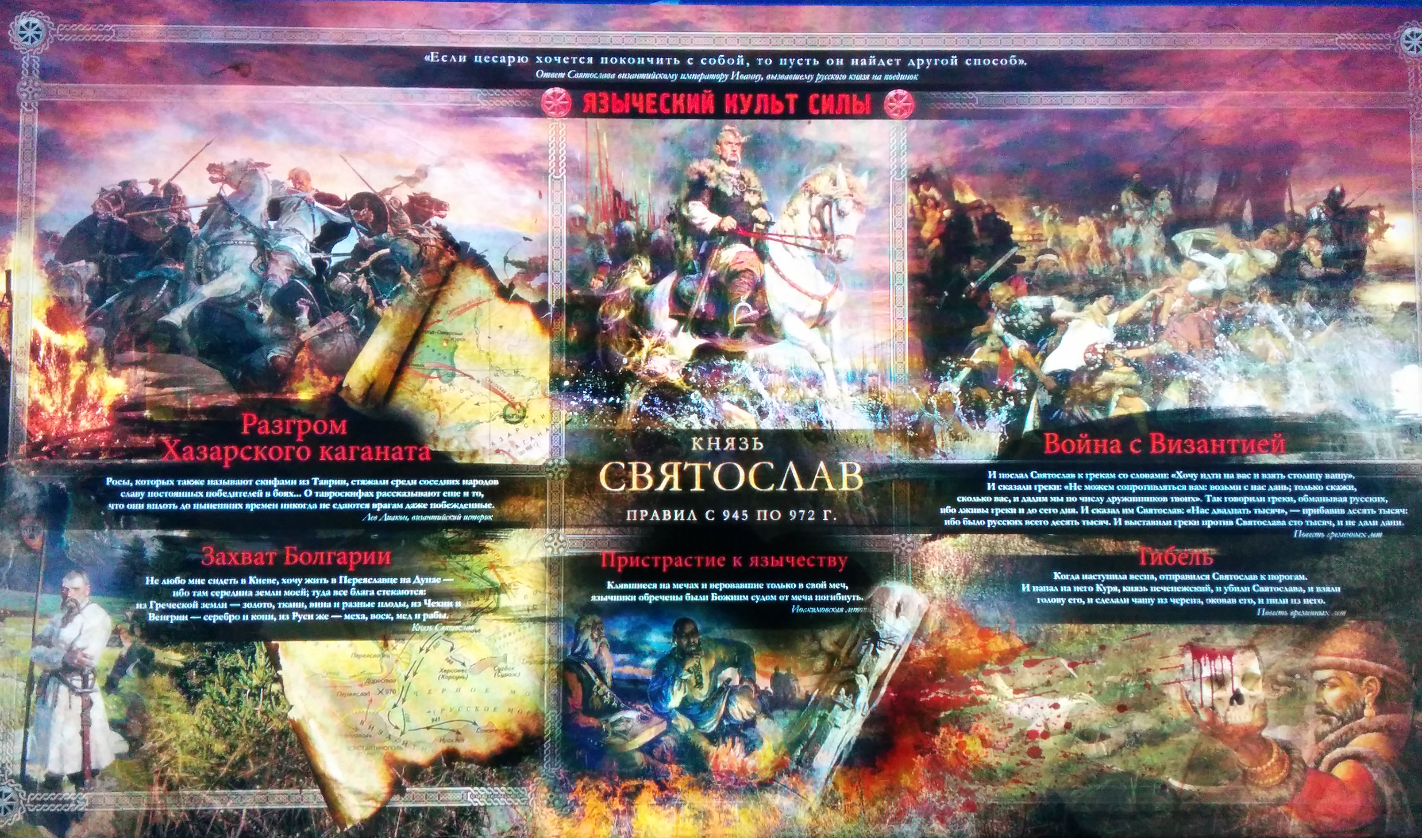 «Если цесарю хочется покончить с собой, то пусть он найдет другой способ».
Ответ Святослава византийскому императору Иоанну, вызвавшему русского князя на поединок
ЯЗЫЧЕСКИЙ КУЛЬТ СИЛЫ
Разгром
Хазарского каганата
Росы, которых также называют скифами из Таврии, стяжали среди соседних народов
славу постоянных победителей в боях... О тавроскифах рассказывают еще и то,
что они вплоть до нынешних времен никогда не сдаются врагам даже побежденные.
Лев Диакон, византийский историк
КНЯЗЬ
СВЯТОСЛАВ
ПРАВИЛ С 945 ПО 972 Г.
Война с Византией
И послал Святослав к грекам со словами: «Хочу идти на вас и взять столицу вашу».
И сказали греки: «Не можем сопротивляться вам: возьми с нас дань; только скажи,
сколько вас, и дадим мы по числу дружинников твоих». Так говорили греки, обманывая русских,
ибо лживы греки и до сего дня. И сказал им Святослав: «Нас двадцать тысяч», — прибавив десять тысяч:
ибо было русских всего десять тысяч. И выставили греки против Святослава сто тысяч, и не дали дани.
Повесть временных лет
Захват Болгарии
Не любо мне сидеть в Киеве, хочу жить в Переяславце на Дунае —
ибо там середина земли моей; туда все блага стекаются:
из Греческой земли — золото, ткани, вина и разные плоды, из Чехии и
Венгрии — серебро и кони, из Руси же — меха, воск, мед и рабы.
Князь Святослав
Пристрастие к язычеству
Клявшиеся на мечах и веровавшие только в свой меч,
язычники обречены были Божиим судом от меча погибнуть.
Иоакимовская летопись
Гибель
Когда наступила весна, отправился Святослав к порогам.
И напал на него Куря, князь печенежский, и убили Святослава, и взяли
голову его, и сделали чашу из черепа, оковав его, и пили из него.
Повесть временных лет